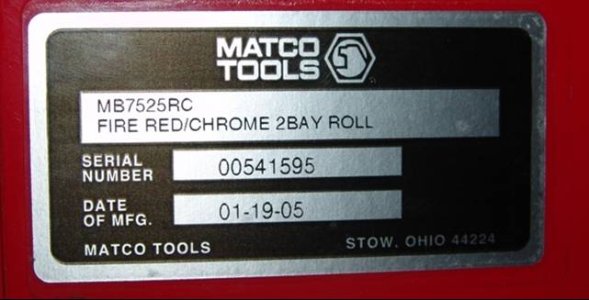 MATCO
TOOLS
MB7525RC
FIRE RED/CHROME 2BAY ROLL
SERIAL
NUMBER 00541595
DATE
OF MFG. 01-19-05
MATCO TOOLS STOW, OHIO 44224